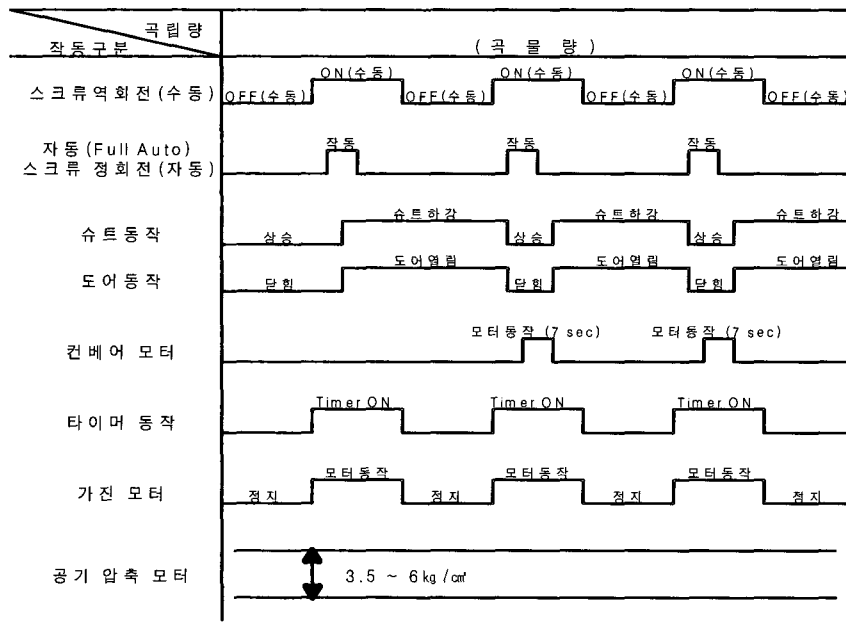 곡립량
작동구분
(곡 물 량)
스크류역회전(수동)
OFF(수동) ON(수동) OFF(수동) ON(수동) OFF(수동) ON(수동) OFF(수동)
자동(Full Auto)
스크류 정회전(자동)
작동 작동 작동
슈트동작
상승 슈트하강 상승 슈트하강 상승 슈트하강
도어동작
닫힘 도어열림 닫힘 도어열림 닫힘 도어열림
컨베어 모터
모터동작 (7 sec) 모터동작 (7 sec)
타이머 동작
Timer ON Timer ON Timer ON
가진 모터
정지 모터동작 정지 모터동작 정지 모터동작 정지
공기 압축 모터
3.5 ~ 6㎏/㎠